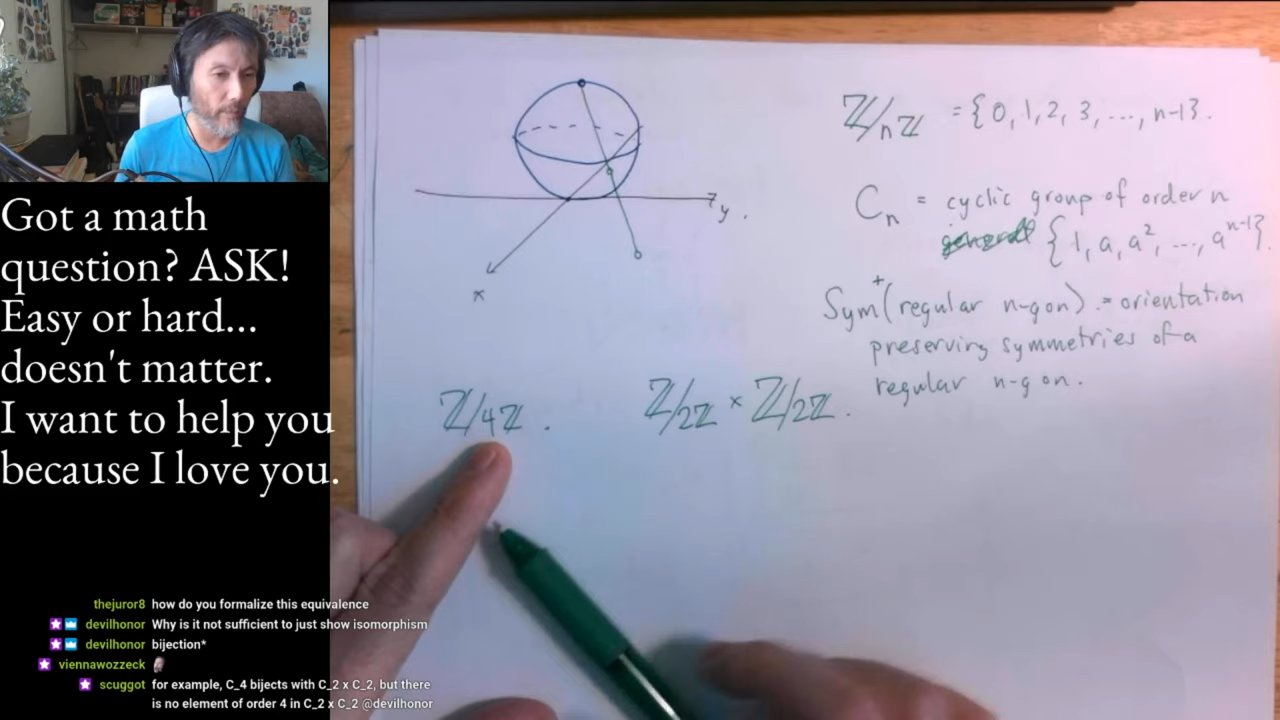 Got a math
question? ASK!
Easy or hard...
doesn't matter.
I want to help you
because I love you.
thejuror8 how do you formalize this equivalence
devilhonor Why is it not sufficient to just show isomorphism
devilhonor bijection*
viennawozzeck
scuggot for example, C_4 bijects with C_2 x C_2, but there
is no element of order 4 in C_2 x C_2 @devilhonor
y.
x
ℤ/nℤ = {0, 1, 2, 3, ..., n-1}.
C_n = cyclic group of order n
{1, a, a², ..., a^{n-1}}.
Sym⁺(regular n-gon) = orientation
preserving symmetries of a
regular n-gon.
ℤ/4ℤ. ℤ/2ℤ × ℤ/2ℤ.